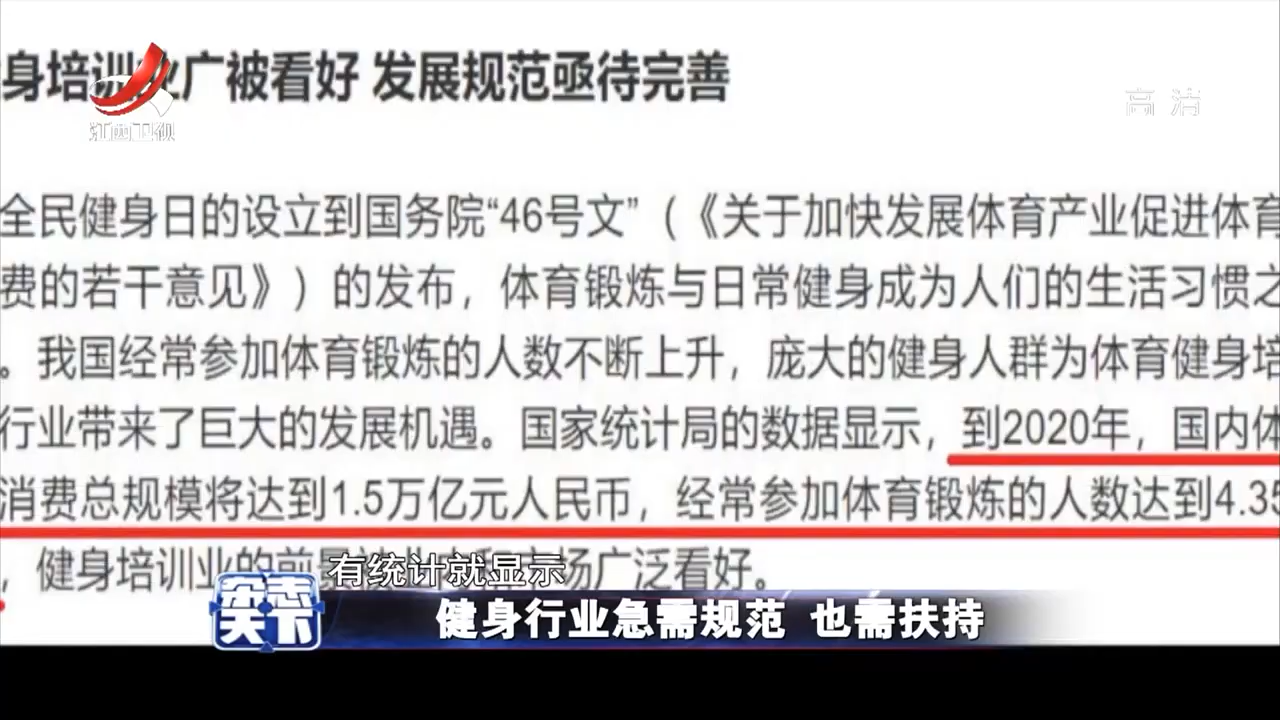 身培训业广被看好 发展规范亟待完善
江西卫视
高清
全民健身日的设立到国务院“46号文”（《关于加快发展体育产业促进体育
费的若干意见》）的发布，体育锻炼与日常健身成为人们的生活习惯之
。我国经常参加体育锻炼的人数不断上升，庞大的健身人群为体育健身培
行业带来了巨大的发展机遇。国家统计局的数据显示，到2020年，国内体
消费总规模将达到1.5万亿元人民币，经常参加体育锻炼的人数达到4.35
，健身培训业的前景被 场广泛看好。
有统计就显示
杂志天下
健身行业急需规范 也需扶持